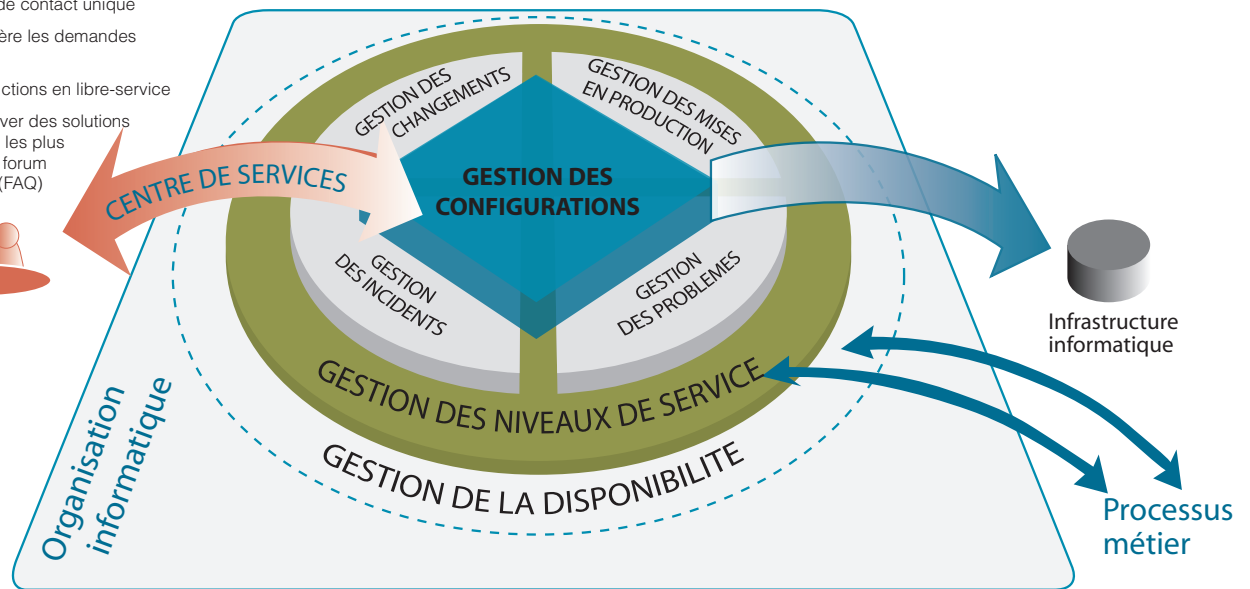 de contact unique
ère les demandes
ctions en libre-service
ver des solutions
les plus
forum
(FAQ)
GESTION DES
CHANGEMENTS
GESTION DES MISES
EN PRODUCTION
CENTRE DE SERVICES
GESTION DES
CONFIGURATIONS
GESTION
DES INCIDENTS
GESTION
DES PROBLEMES
Infrastructure
informatique
GESTION DES NIVEAUX DE SERVICE
GESTION DE LA DISPONIBILITE
Organisation
informatique
Processus
métier